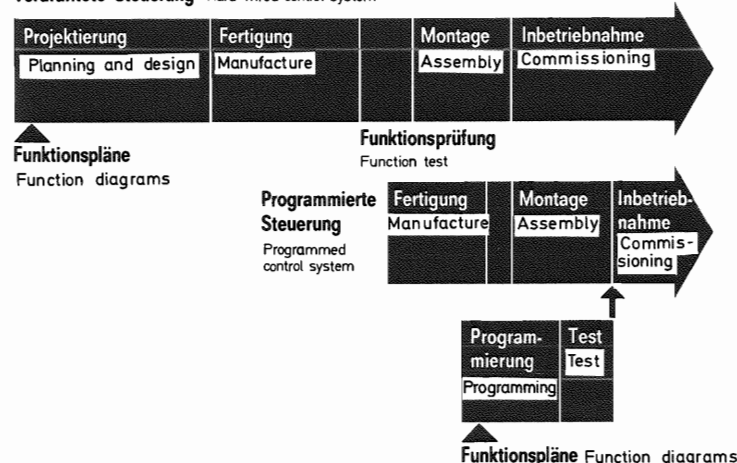 Projektierung Fertigung Montage Inbetriebnahme
Planning and design Manufacture Assembly Commissioning
Funktionspläne
Function diagrams
Funktionsprüfung
Function test
Programmierte
Steuerung
Programmed
control system
Fertigung Montage Inbetrieb-
nahme
Manufacture Assembly Commis-
sioning
Program- Test
mierung Test
Programming
Funktionspläne Function diagrams